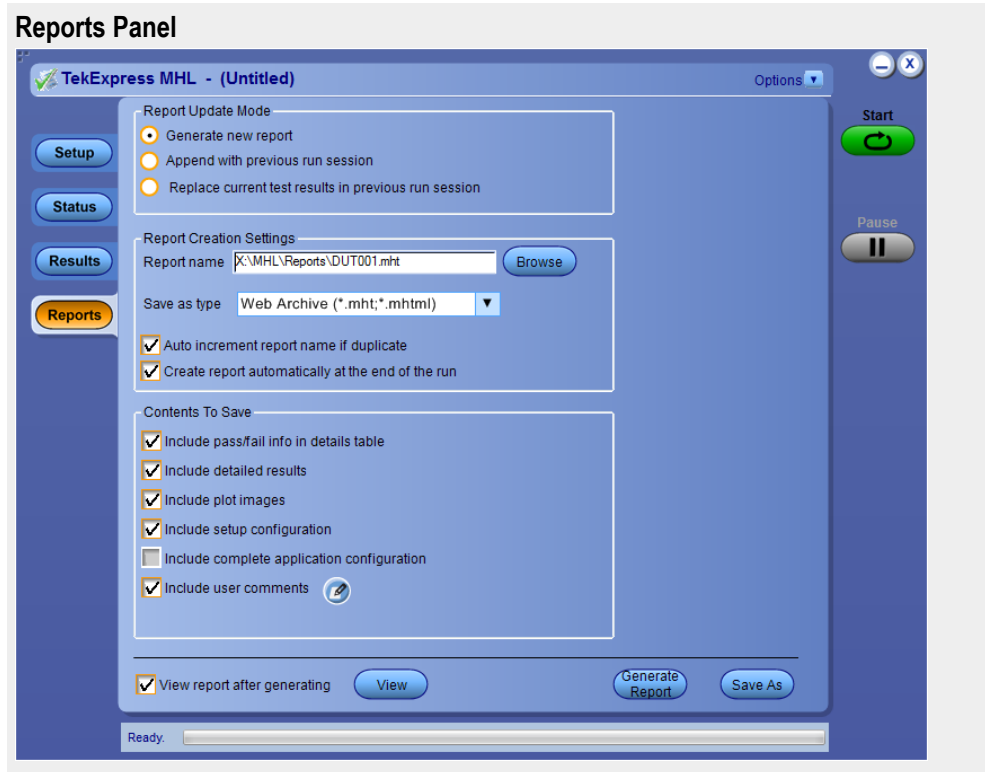 Reports Panel
TekExpress MHL - (Untitled)
Options
X
Start
Pause
Setup
Status
Results
Reports
Report Update Mode
Generate new report
Append with previous run session
Replace current test results in previous run session
Report Creation Settings
Report name X:\MHL\Reports\DUT001.mht Browse
Save as type Web Archive (*.mht;*.mhtml)
Auto increment report name if duplicate
Create report automatically at the end of the run
Contents To Save
Include pass/fail info in details table
Include detailed results
Include plot images
Include setup configuration
Include complete application configuration
Include user comments
View report after generating View Generate Report Save As
Ready.